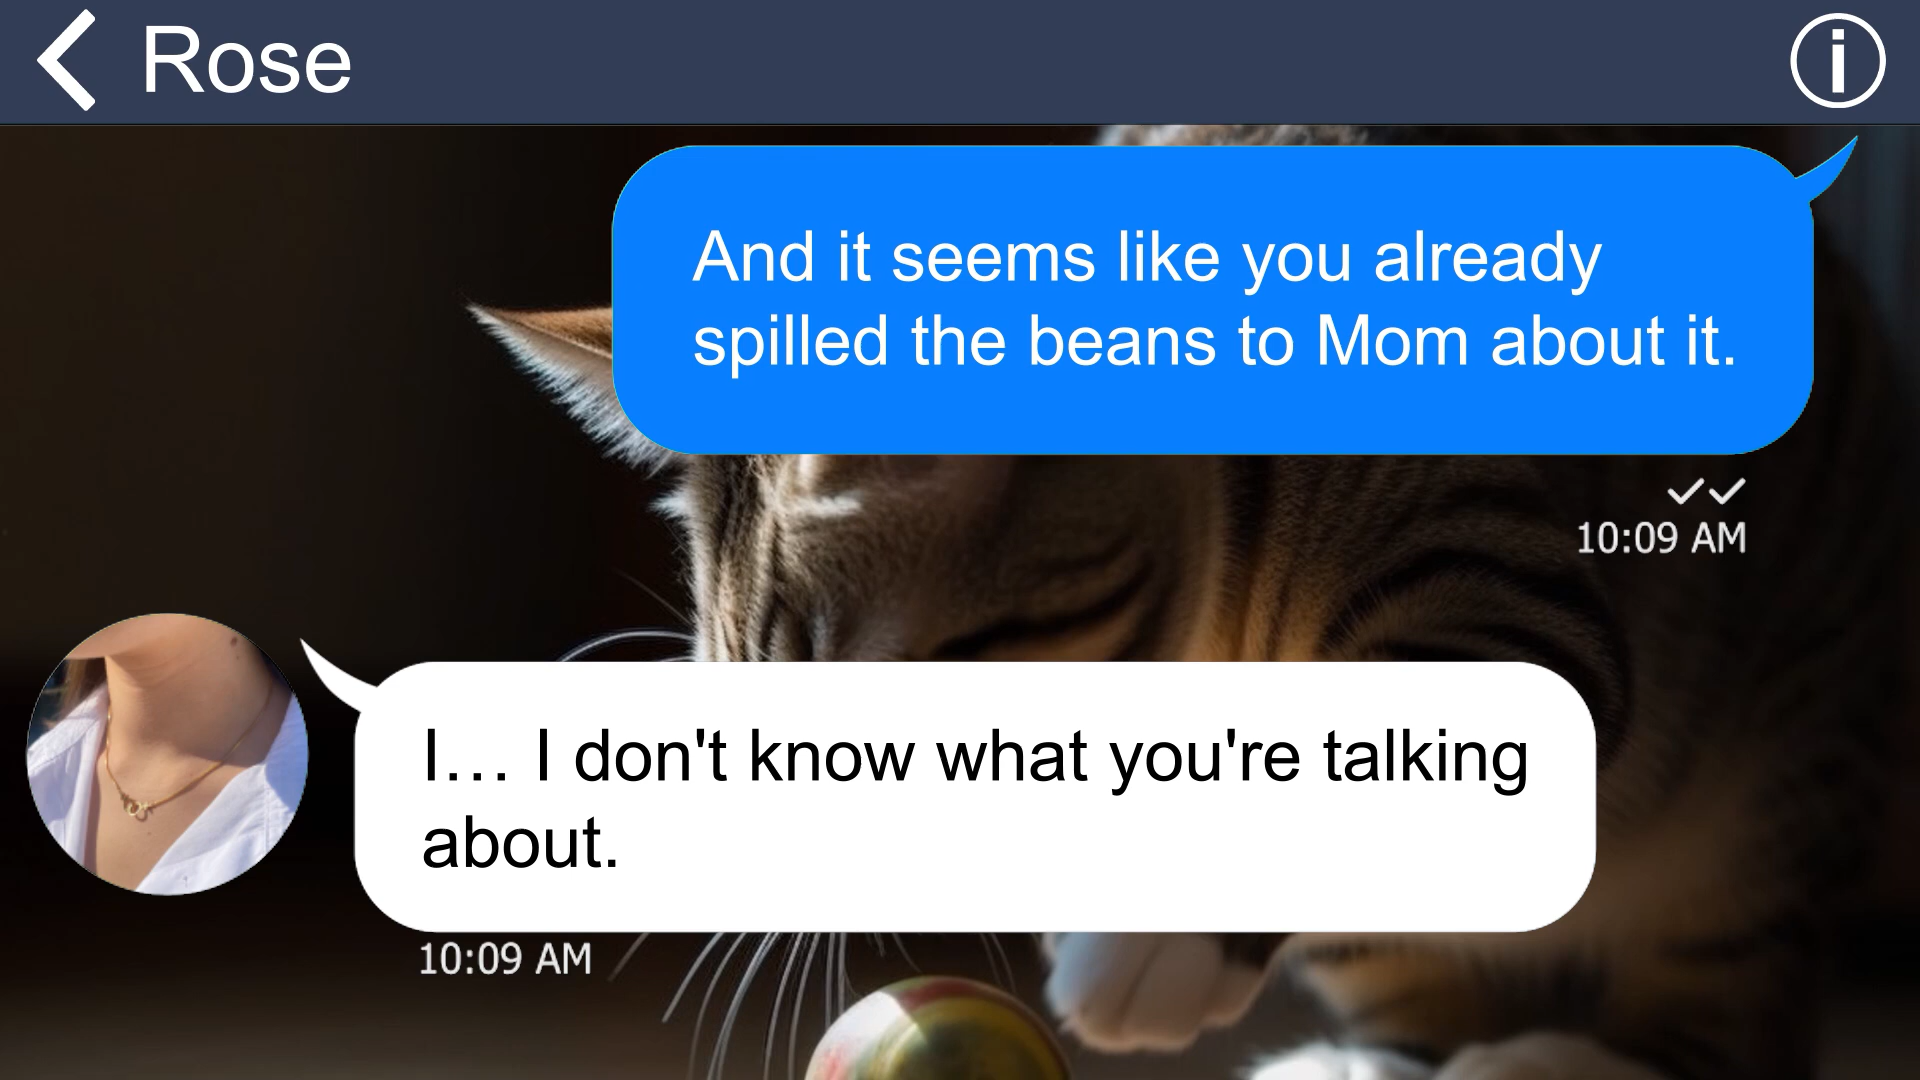 Rose
And it seems like you already
spilled the beans to Mom about it.
10:09 AM
I… I don't know what you're talking
about.
10:09 AM